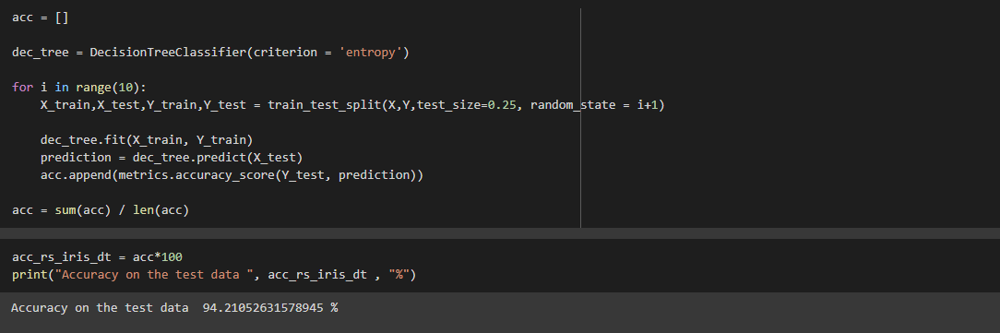 acc = []
dec_tree = DecisionTreeClassifier(criterion = 'entropy')
for i in range(10):
X_train,X_test,Y_train,Y_test = train_test_split(X,Y,test_size=0.25, random_state = i+1)
dec_tree.fit(X_train, Y_train)
prediction = dec_tree.predict(X_test)
acc.append(metrics.accuracy_score(Y_test, prediction))
acc = sum(acc) / len(acc)
acc_rs_iris_dt = acc*100
print("Accuracy on the test data ", acc_rs_iris_dt , "%")
Accuracy on the test data  94.21052631578945 %